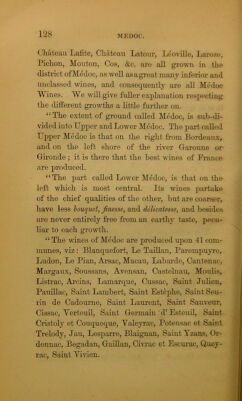 128 MEDOC.
Château Lafite, Château Latour, Léoville, Larose,
Pichon, Mouton, Cos, &c. are all grown in the
district of Médoc, as well as a great many inferior and
unclassed wines, and consequently are all Médoc
Wines. We will give fuller explanation respecting
the different growths a little further on.
"The extent of ground called Médoc, is sub-di-
vided into Upper and Lower Médoc. The part called
Upper Médoc is that on the right from Bordeaux,
and on the left shore of the river Garonne or
Gironde; it is there that the best wines of France
are produced.
"The part called Lower Médoc, is that on the
left which is most central. Its wines partake
of the chief qualities of the other, but are coarser,
have less bouquet, finesse, and délicatesse, and besides
are never entirely free from an earthy taste, pecu-
liar to each growth.
"The wines of Médoc are produced upon 41 com-
munes, viz: Blanquefort, Le Taillan, Parempuyre,
Ludon, Le Pian, Arsac, Macau, Labarde, Cantenac,
Margaux, Soussans, Avensan, Castelnau, Moulis,
Listrac, Arcins, Lamarque, Cussac, Saint Julien,
Pauillac, Saint Lambert, Saint Estèphe, Saint Seu-
rin de Cadourne, Saint Laurent, Saint Sauveur,
Cissac, Verteuil, Saint Germain d' Esteuil, Saint
Cristoly et Conquoque, Valeyrac, Potensac et Saint
Trelody, Jau, Lesparre, Blaignan, Saint Yzans, Or-
donnac, Begadan, Guillan, Civrac et Escurac, Quey-
rac, Saint Vivien.